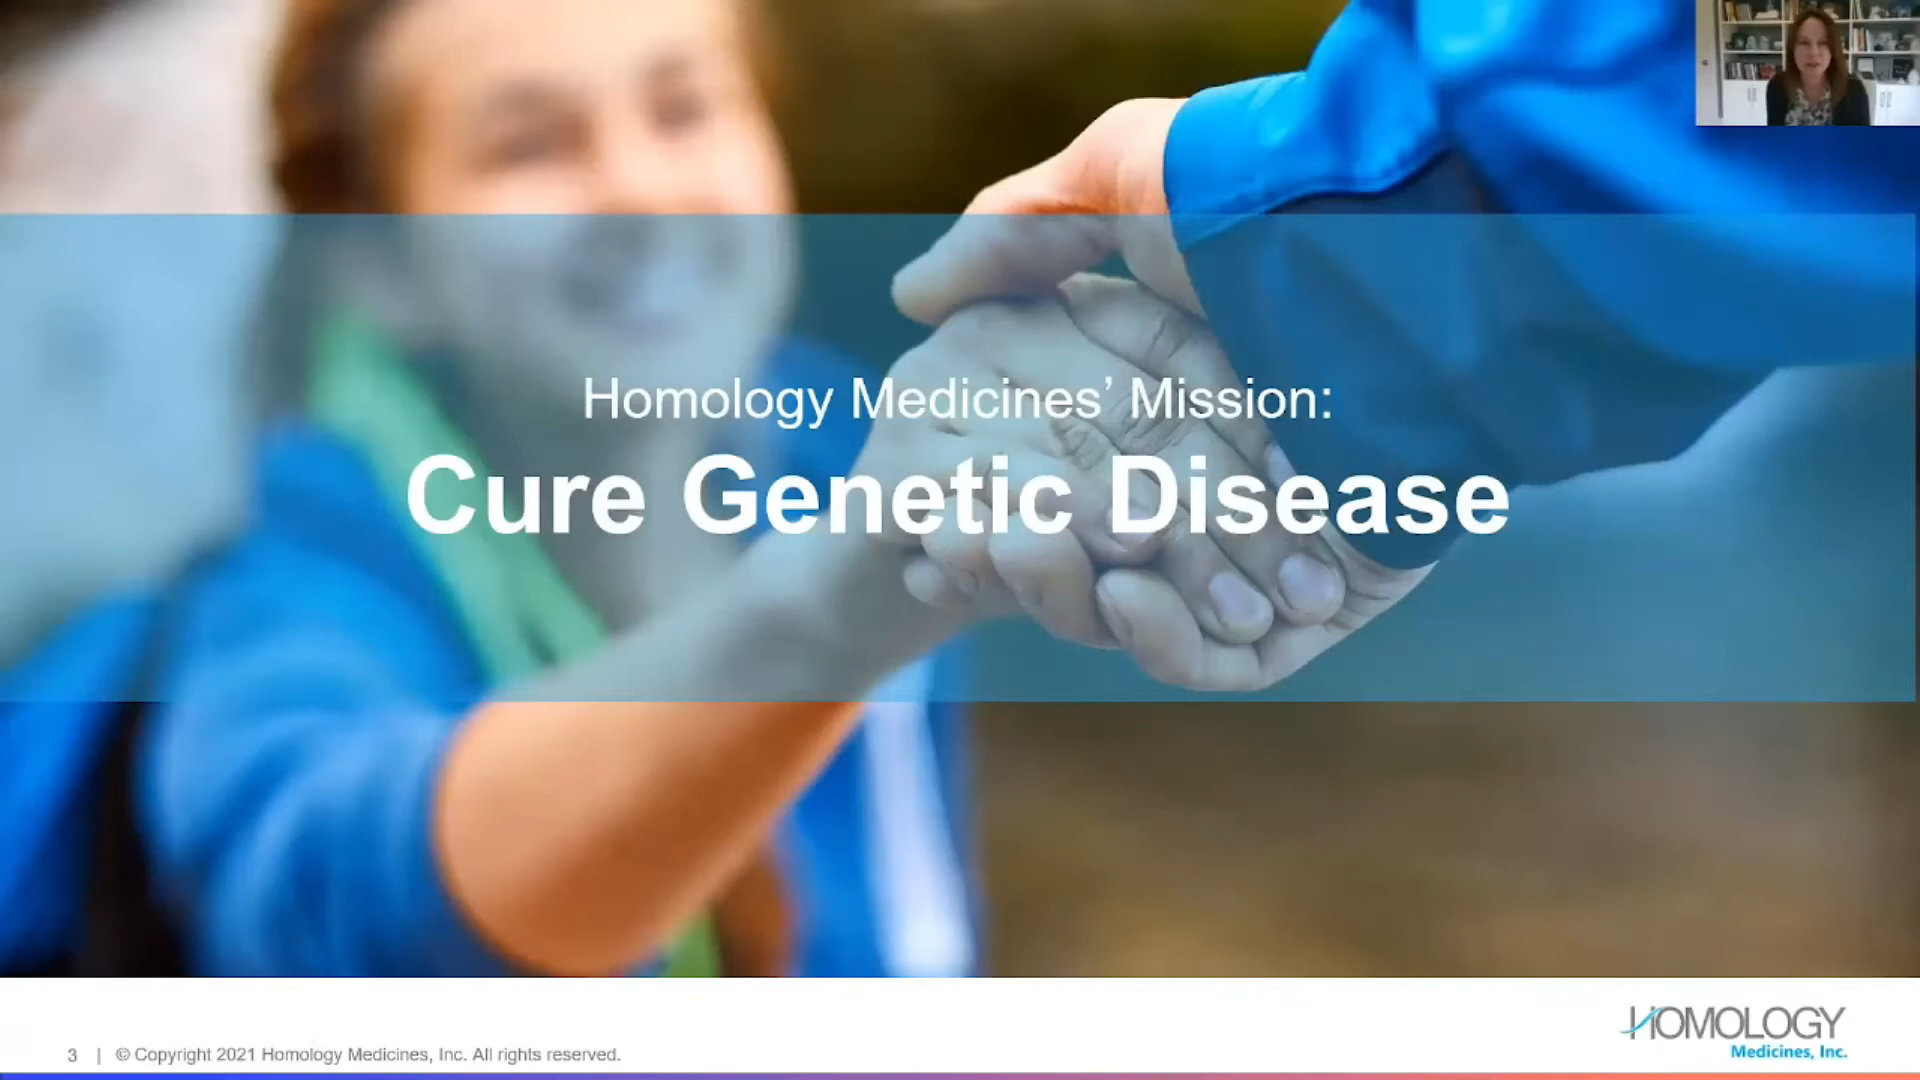 Homology Medicines’ Mission:
Cure Genetic Disease
3 | © Copyright 2021 Homology Medicines, Inc. All rights reserved.
HOMOLOGY
Medicines, Inc.